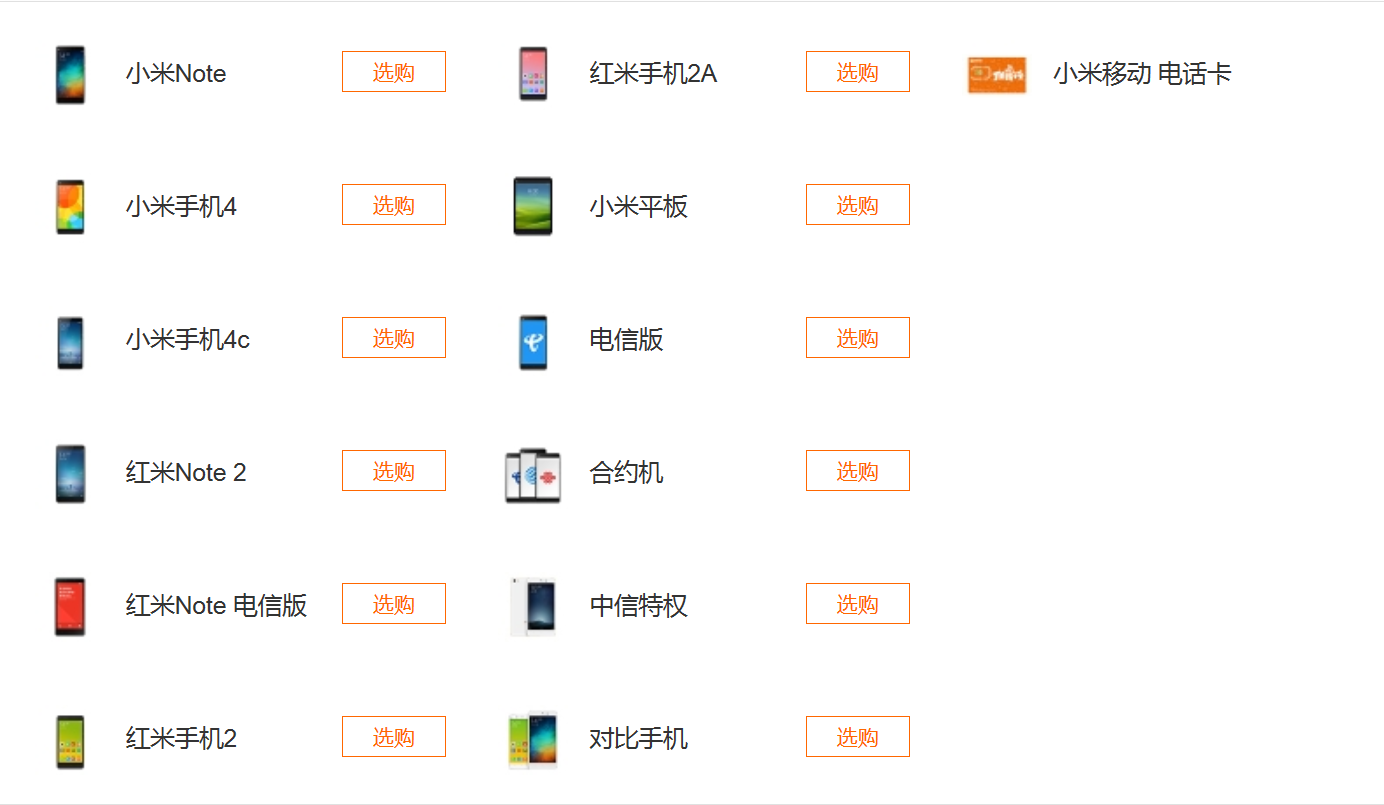 小米Note 选购
红米手机2A 选购
小米移动 电话卡
小米手机4 选购
小米平板 选购
小米手机4c 选购
电信版 选购
红米Note 2 选购
合约机 选购
红米Note 电信版 选购
中信特权 选购
红米手机2 选购
对比手机 选购